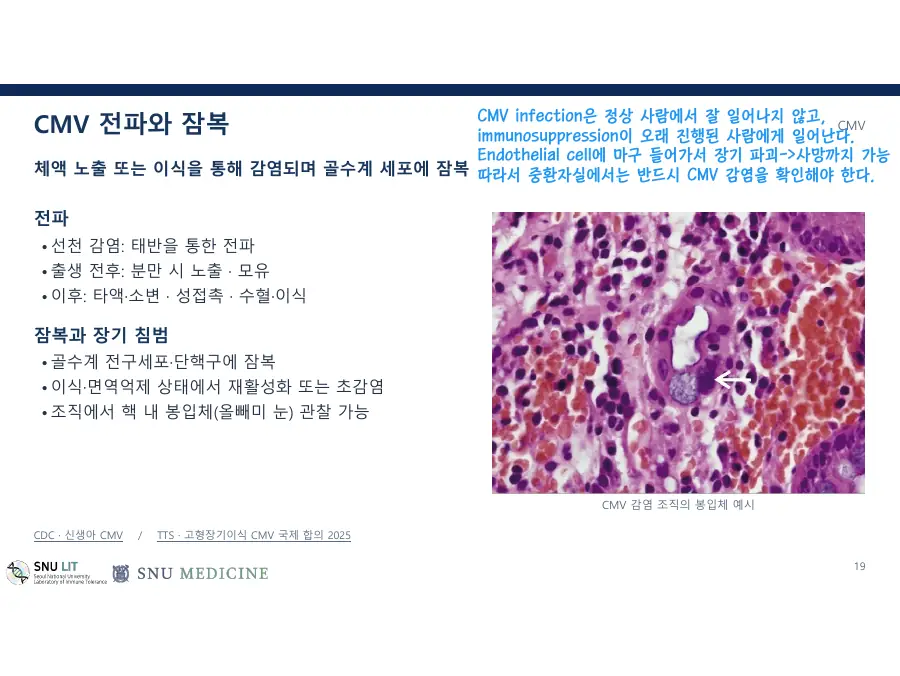 CMV 전파와 잠복
CMV infection은 정상 사람에서 잘 일어나지 않고,
CMV
immunosuppression이 오래 진행된 사람에게 일어난다.
Endothelial cell에 마구 들어가서 장기 파괴->사망까지 가능
따라서 중환자실에서는 반드시 CMV 감염을 확인해야 한다.
체액 노출 또는 이식을 통해 감염되며 골수계 세포에 잠복
전파
• 선천 감염: 태반을 통한 전파
• 출생 전후: 분만 시 노출 · 모유
• 이후: 타액·소변 · 성접촉 · 수혈·이식
잠복과 장기 침범
• 골수계 전구세포·단핵구에 잠복
• 이식·면역억제 상태에서 재활성화 또는 초감염
• 조직에서 핵 내 봉입체(올빼미 눈) 관찰 가능
CMV 감염 조직의 봉입체 예시
CDC · 신생아 CMV / TTS · 고형장기이식 CMV 국제 합의 2025
SNU LIT
Seoul National University
Laboratory of Immune Tolerance
SNU MEDICINE
19